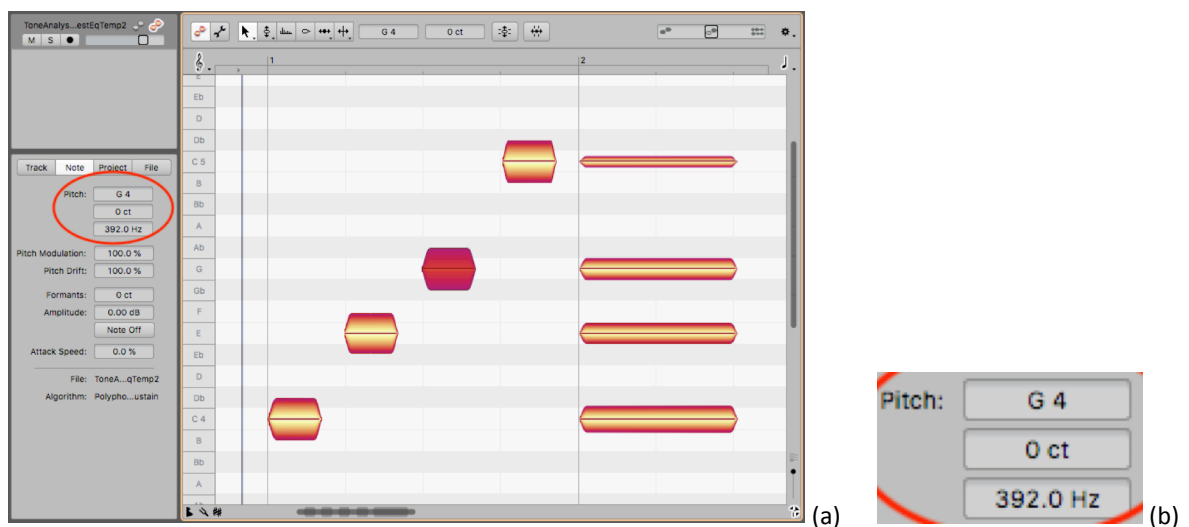 ToneAnalys...estEqTemp2
M S
G 4 0 ct
1 2
E
Eb
D
Db
C 5
B
Bb
A
Ab
G
Gb
F
E
Eb
D
Db
C 4
B
Bb
A
Ab
Track Note Project File
Pitch: G 4
0 ct
392.0 Hz
Pitch Modulation: 100.0 %
Pitch Drift: 100.0 %
Formants: 0 ct
Amplitude: 0.00 dB
Note Off
Attack Speed: 0.0 %
File: ToneA...qTemp2
Algorithm: Polypho...ustain
(a)
Pitch: G 4
0 ct
392.0 Hz
(b)